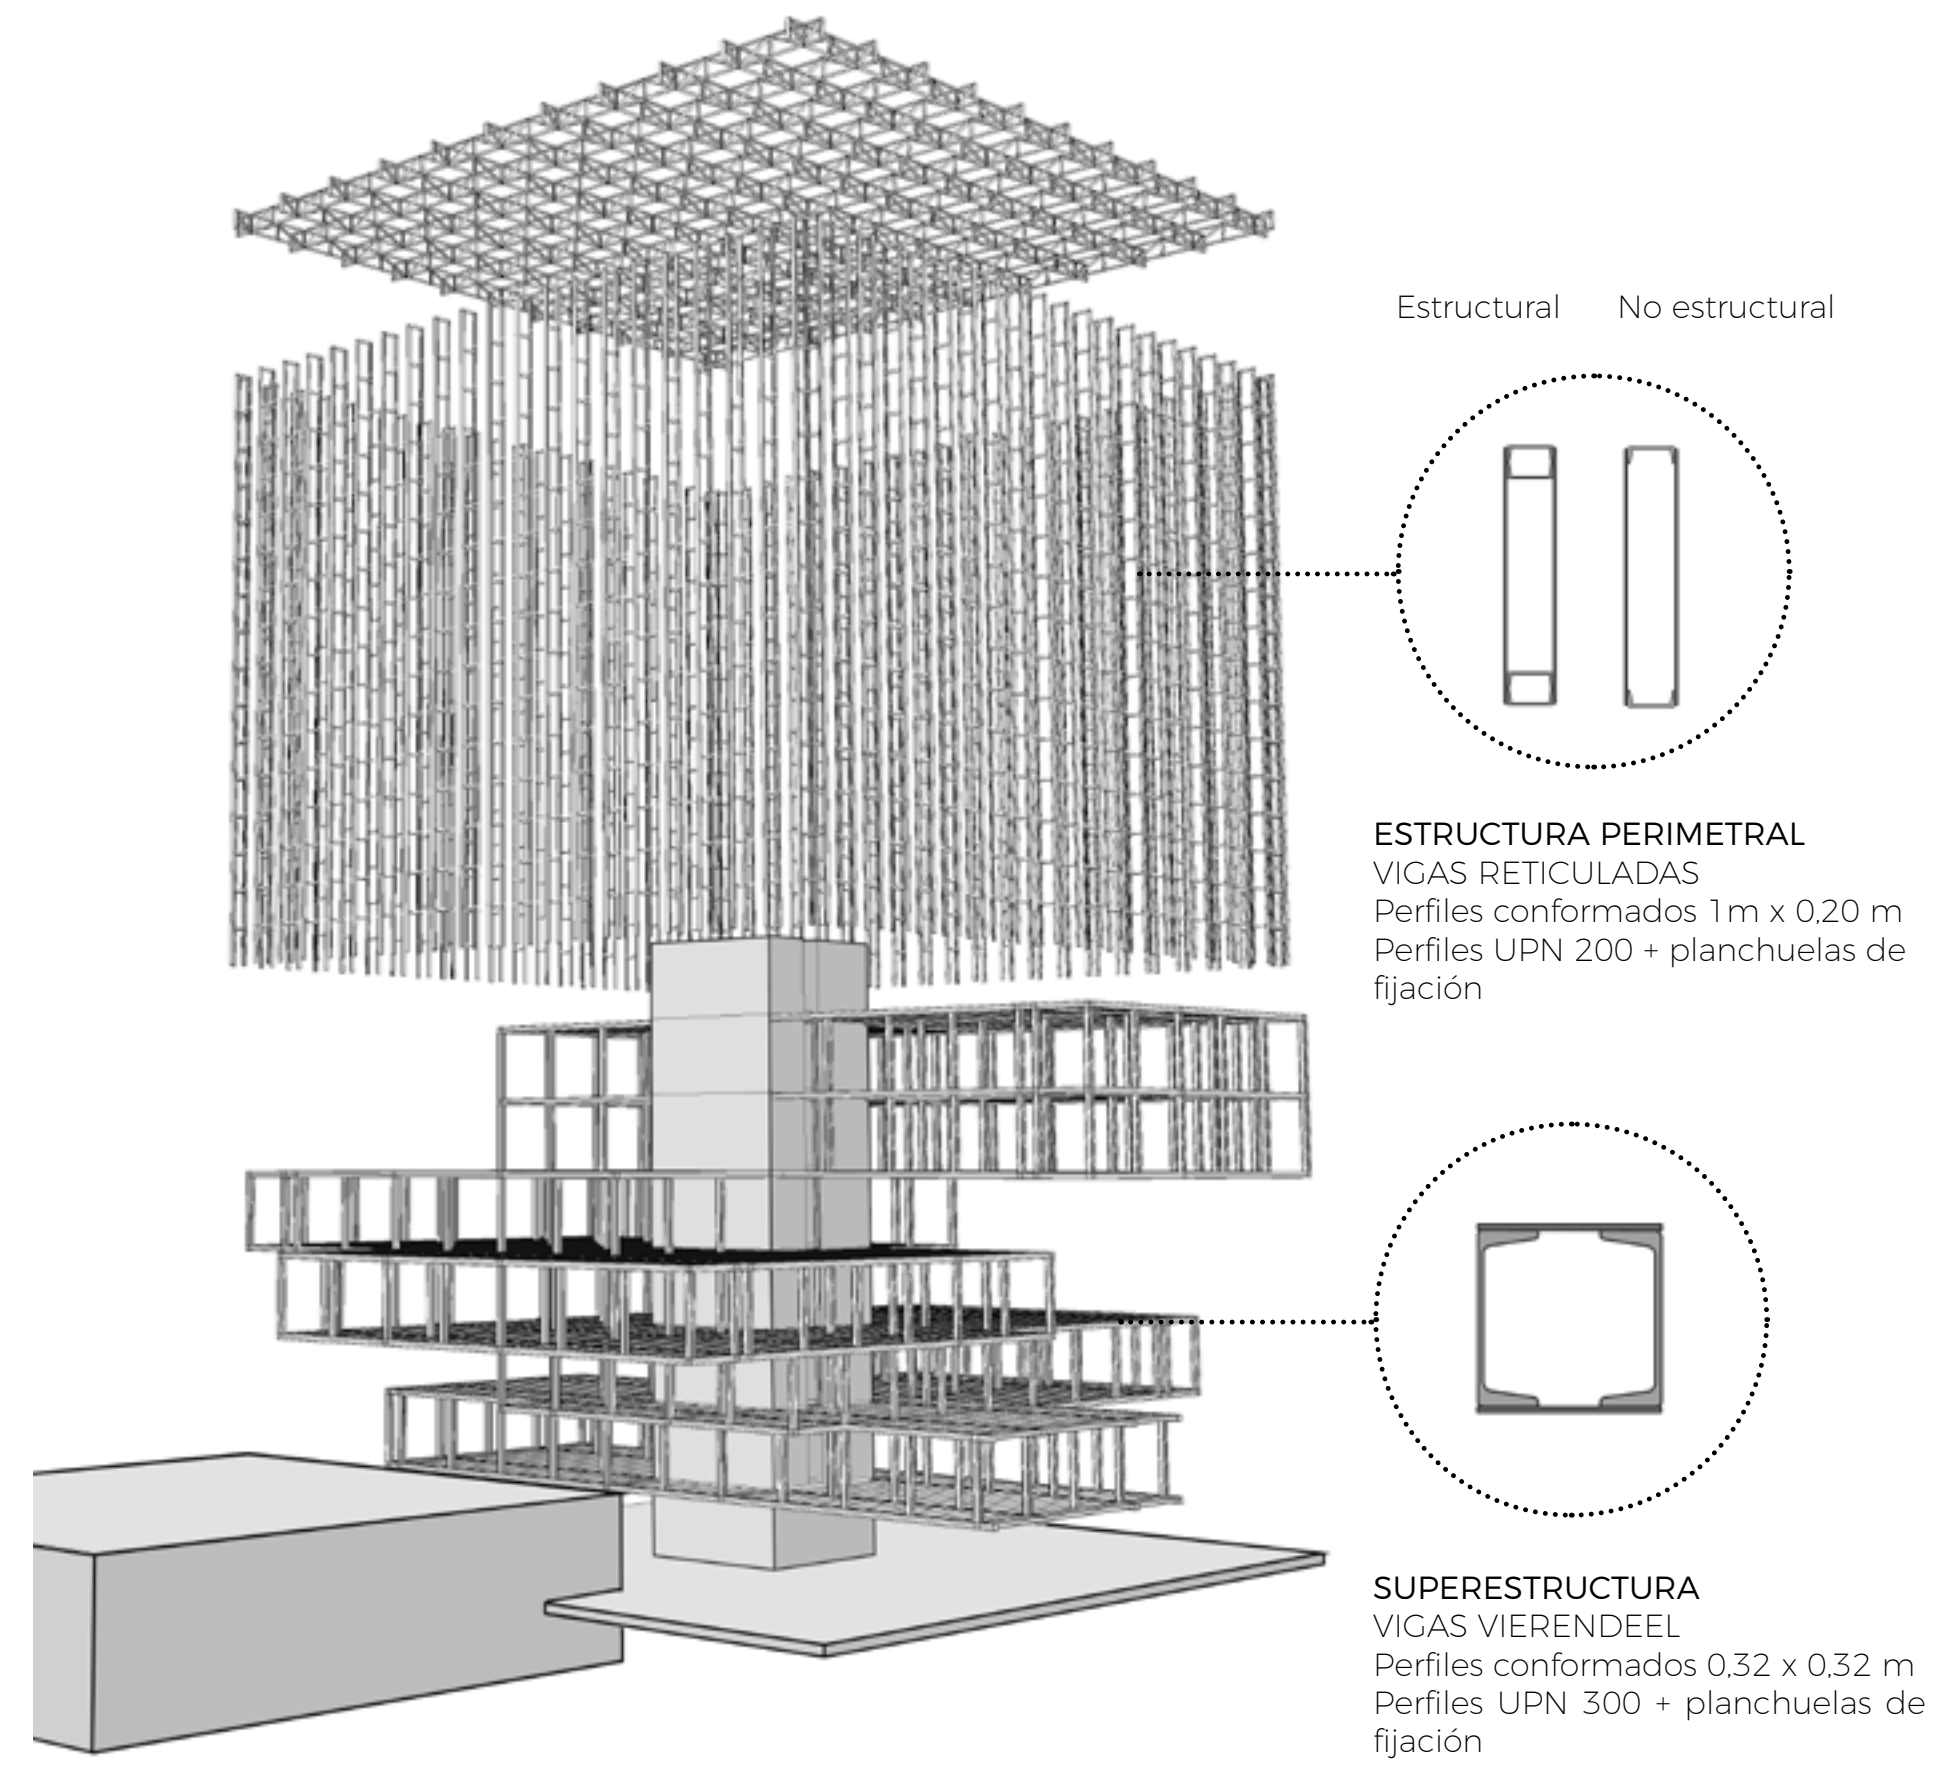 Estructural No estructural
ESTRUCTURA PERIMETRAL
VIGAS RETICULADAS
Perfiles conformados 1m x 0,20 m
Perfiles UPN 200 + planchuelas de
fijación
SUPERESTRUCTURA
VIGAS VIERENDEEL
Perfiles conformados 0,32 x 0,32 m
Perfiles UPN 300 + planchuelas de
fijación